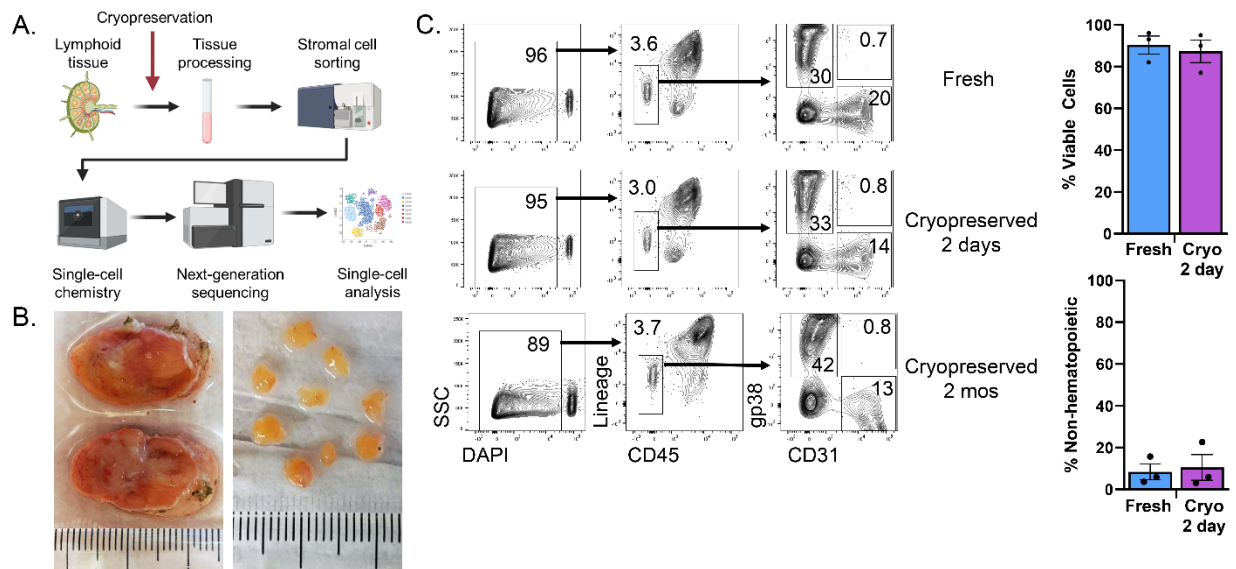 A.
Cryopreservation
Lymphoid
tissue
Tissue
processing
Stromal cell
sorting
Single-cell
chemistry
Next-generation
sequencing
Single-cell
analysis
B.
C.
96
3.6
0.7
30
20
Fresh
95
3.0
0.8
33
14
Cryopreserved
2 days
89
3.7
0.8
42
13
Cryopreserved
2 mos
SSC
Lineage
gp38
DAPI
CD45
CD31
% Viable Cells
100
80
60
40
20
0
Fresh
Cryo
2 day
% Non-hematopoietic
100
80
60
40
20
0
Fresh
Cryo
2 day